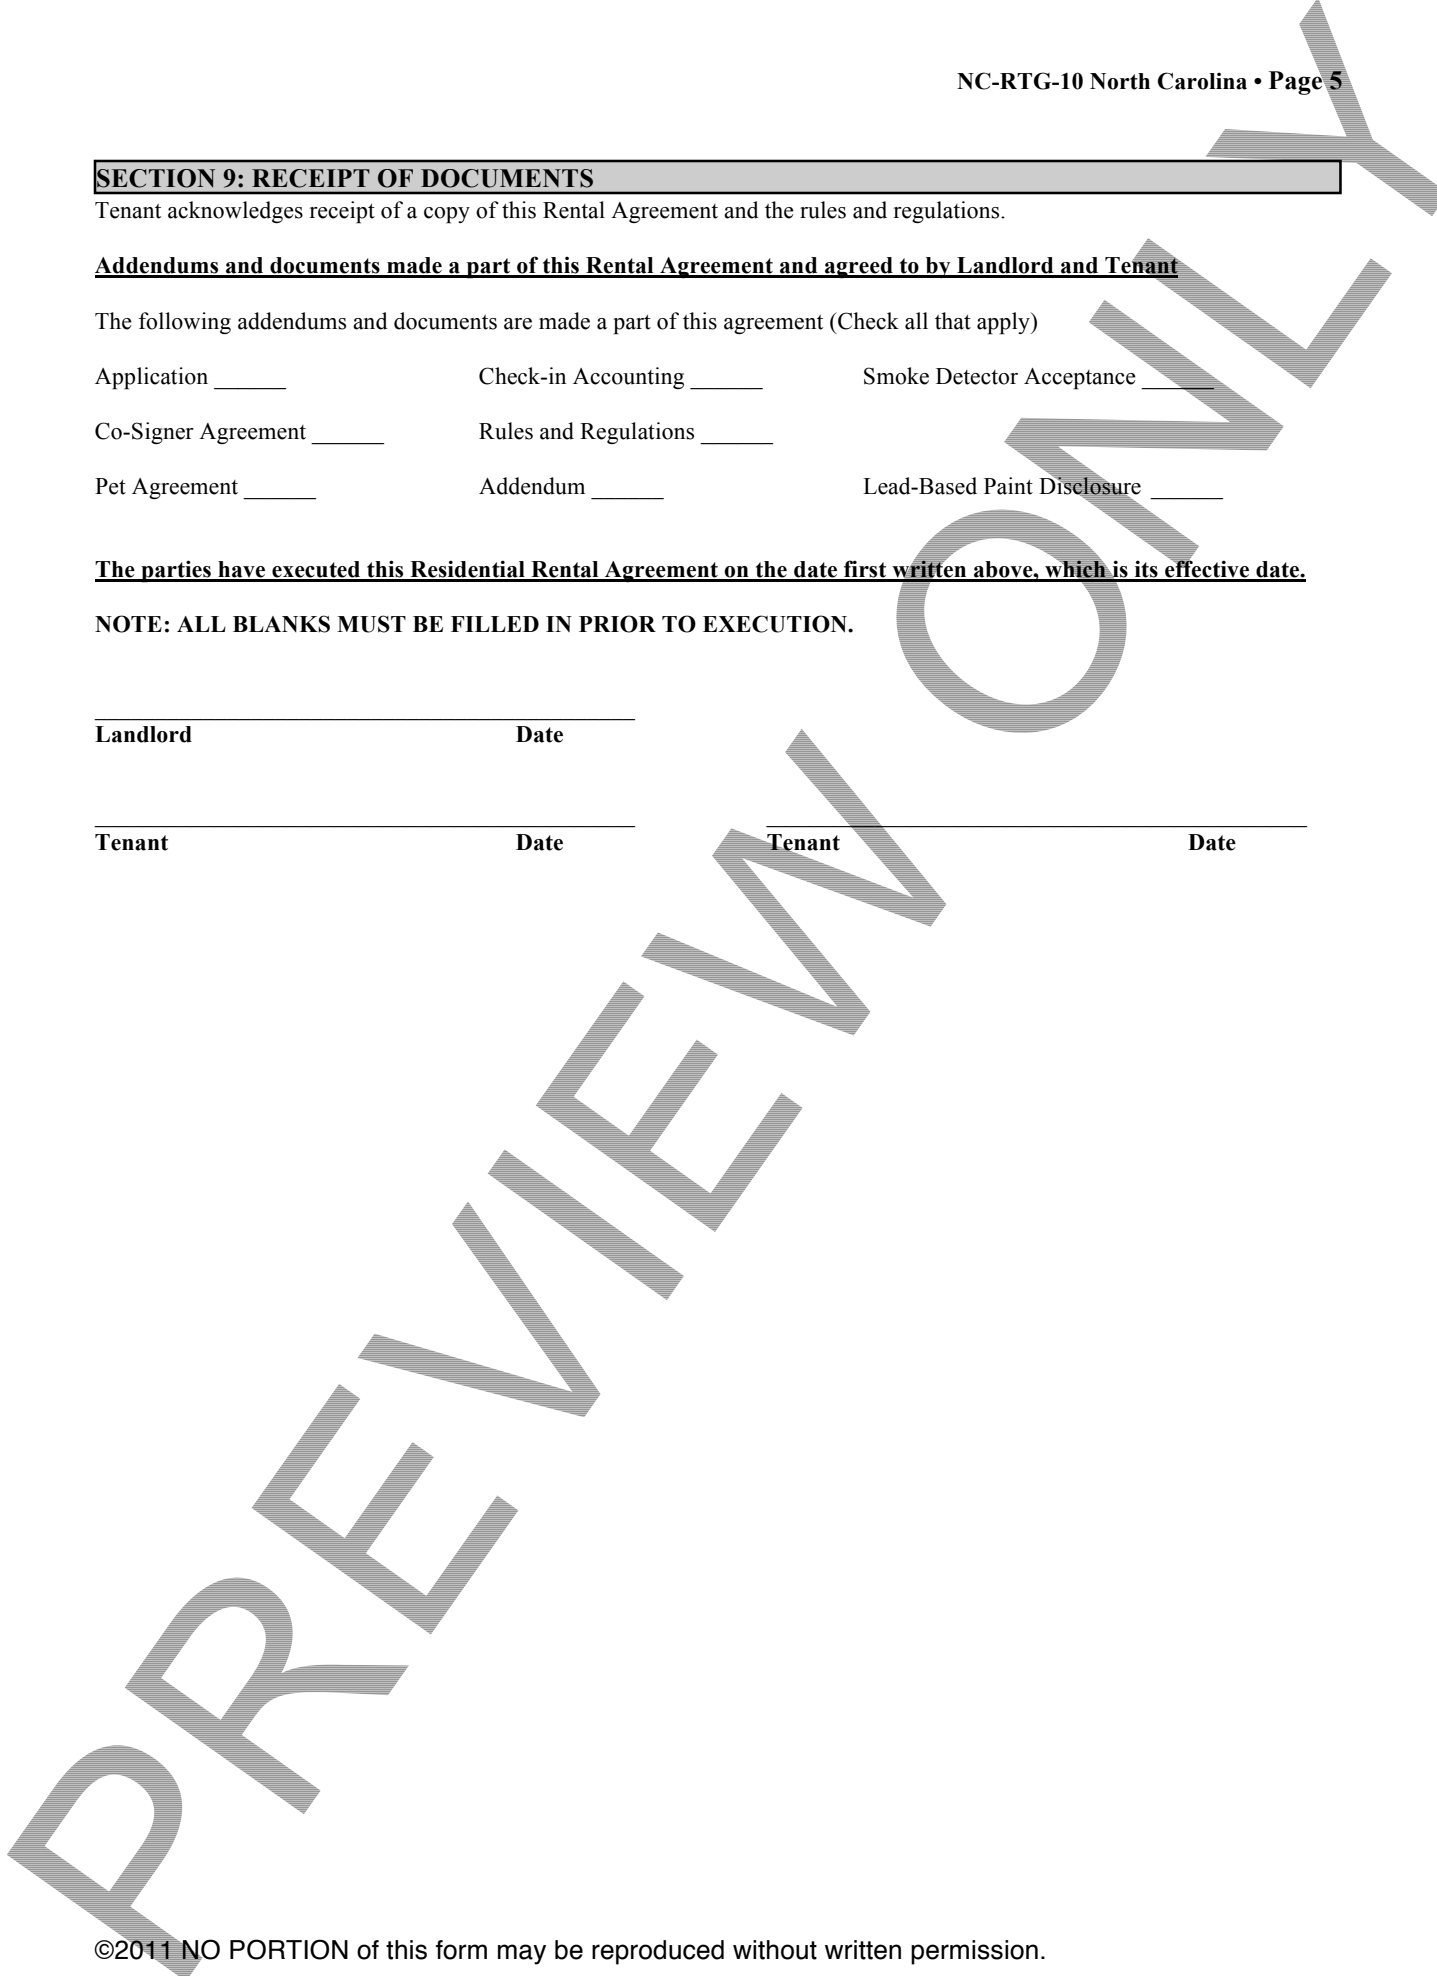 NC-RTG-10 North Carolina • Page 5
SECTION 9: RECEIPT OF DOCUMENTS
Tenant acknowledges receipt of a copy of this Rental Agreement and the rules and regulations.
Addendums and documents made a part of this Rental Agreement and agreed to by Landlord and Tenant
The following addendums and documents are made a part of this agreement (Check all that apply)
Application ______ Check-in Accounting ______ Smoke Detector Acceptance ______
Co-Signer Agreement ______ Rules and Regulations ______
Pet Agreement ______ Addendum ______ Lead-Based Paint Disclosure ______
The parties have executed this Residential Rental Agreement on the date first written above, which is its effective date.
NOTE: ALL BLANKS MUST BE FILLED IN PRIOR TO EXECUTION.
Landlord Date
Tenant Date Tenant Date
PREVIEW ONLY
©2011 NO PORTION of this form may be reproduced without written permission.